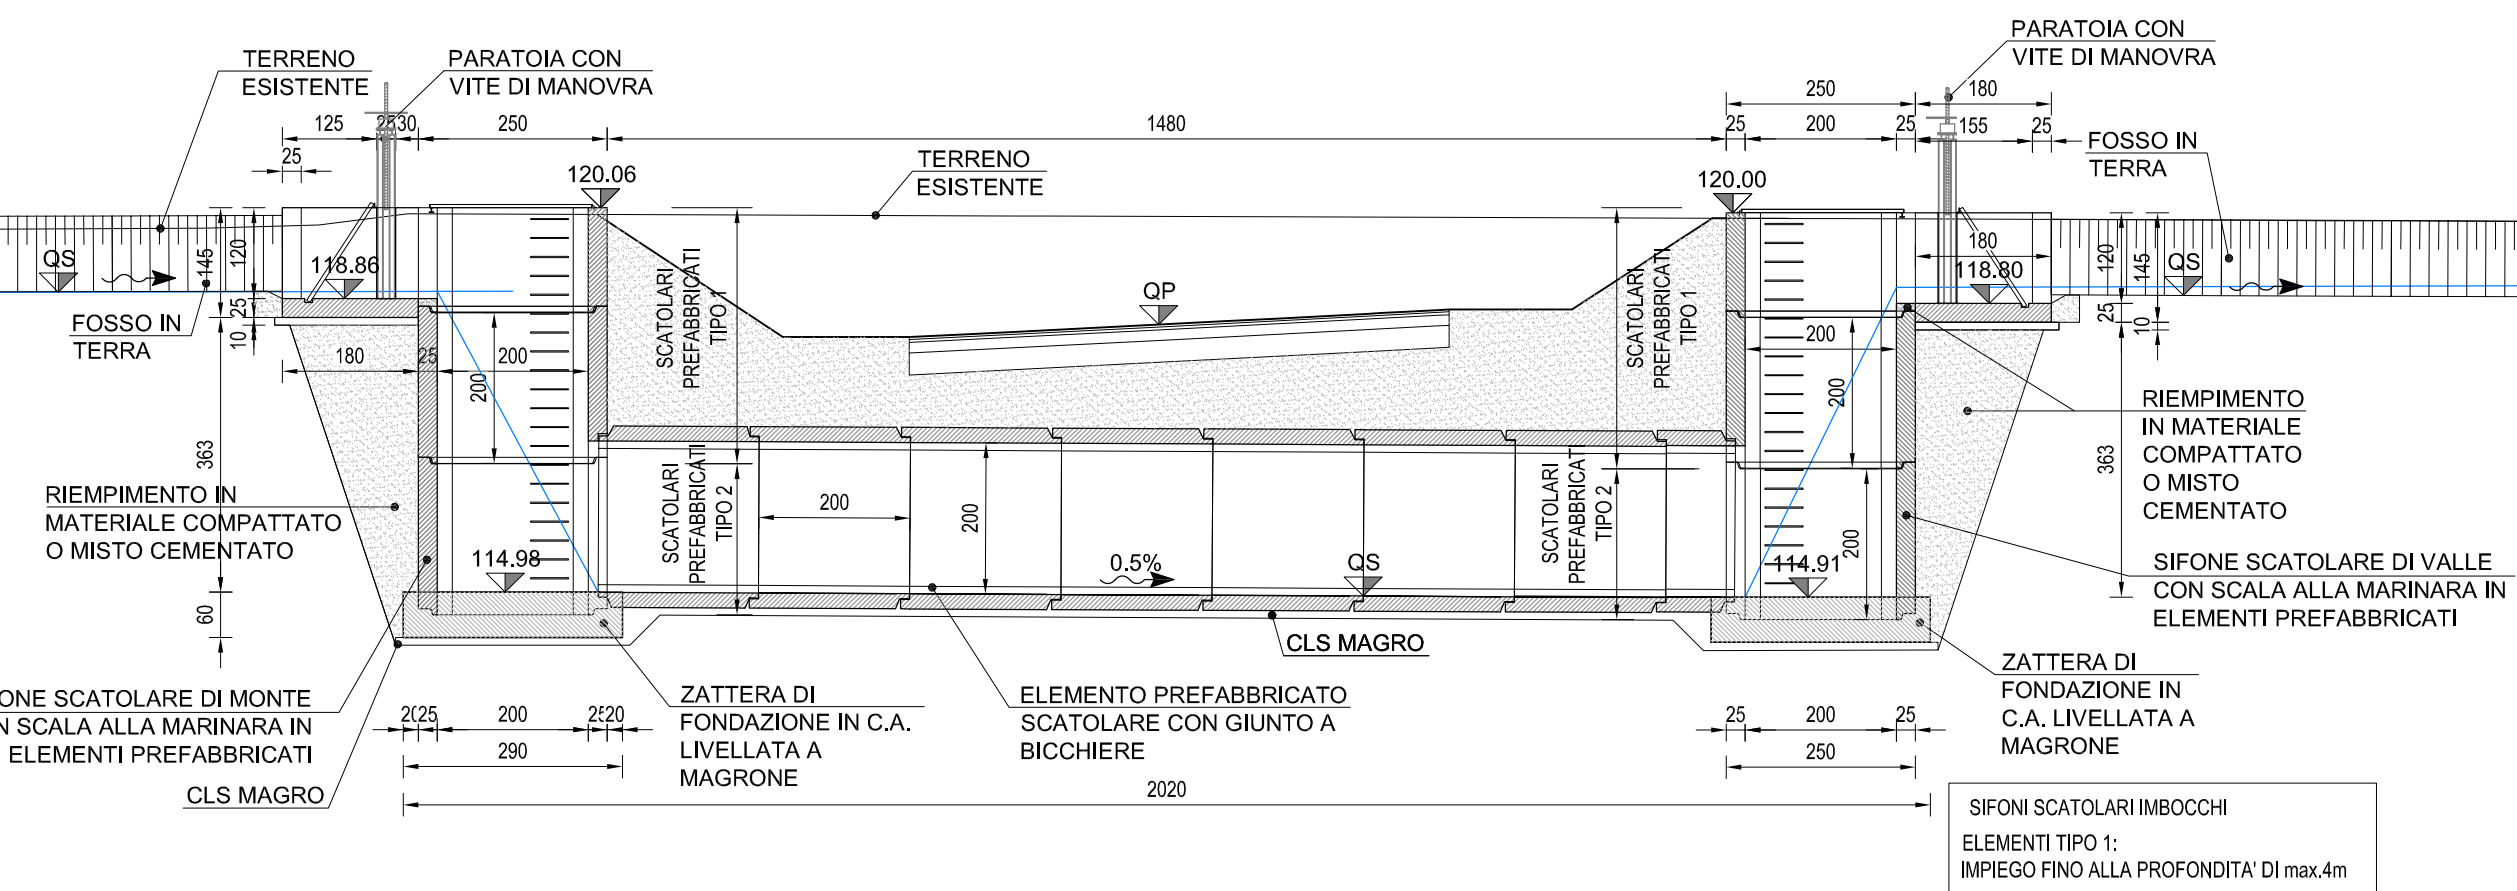 TERRENO
ESISTENTE
PARATOIA CON
VITE DI MANOVRA
PARATOIA CON
VITE DI MANOVRA
125
25
30
250
1480
250
180
25
200
25
155
25
25
120.06
TERRENO
ESISTENTE
120.00
FOSSO IN
TERRA
QS
145
120
118.86
25
10
FOSSO IN
TERRA
180
25
200
200
SCATOLARI
PREFABBRICATI
TIPO 1
QP
SCATOLARI
PREFABBRICATI
TIPO 1
180
118.80
120
145
25
10
QS
200
200
363
RIEMPIMENTO IN
MATERIALE COMPATTATO
O MISTO CEMENTATO
RIEMPIMENTO
IN MATERIALE
COMPATTATO
O MISTO
CEMENTATO
363
SCATOLARI
PREFABBRICATI
TIPO 2
200
200
SCATOLARI
PREFABBRICATI
TIPO 2
200
114.98
0.5%
QS
114.91
60
SIFONE SCATOLARE DI VALLE
CON SCALA ALLA MARINARA IN
ELEMENTI PREFABBRICATI
CLS MAGRO
ONE SCATOLARE DI MONTE
N SCALA ALLA MARINARA IN
ELEMENTI PREFABBRICATI
CLS MAGRO
20
25
200
25
20
290
ZATTERA DI
FONDAZIONE IN C.A.
LIVELLATA A
MAGRONE
ELEMENTO PREFABBRICATO
SCATOLARE CON GIUNTO A
BICCHIERE
25
200
25
250
ZATTERA DI
FONDAZIONE IN
C.A. LIVELLATA A
MAGRONE
2020
SIFONI SCATOLARI IMBOCCHI
ELEMENTI TIPO 1:
IMPIEGO FINO ALLA PROFONDITA' DI max.4m